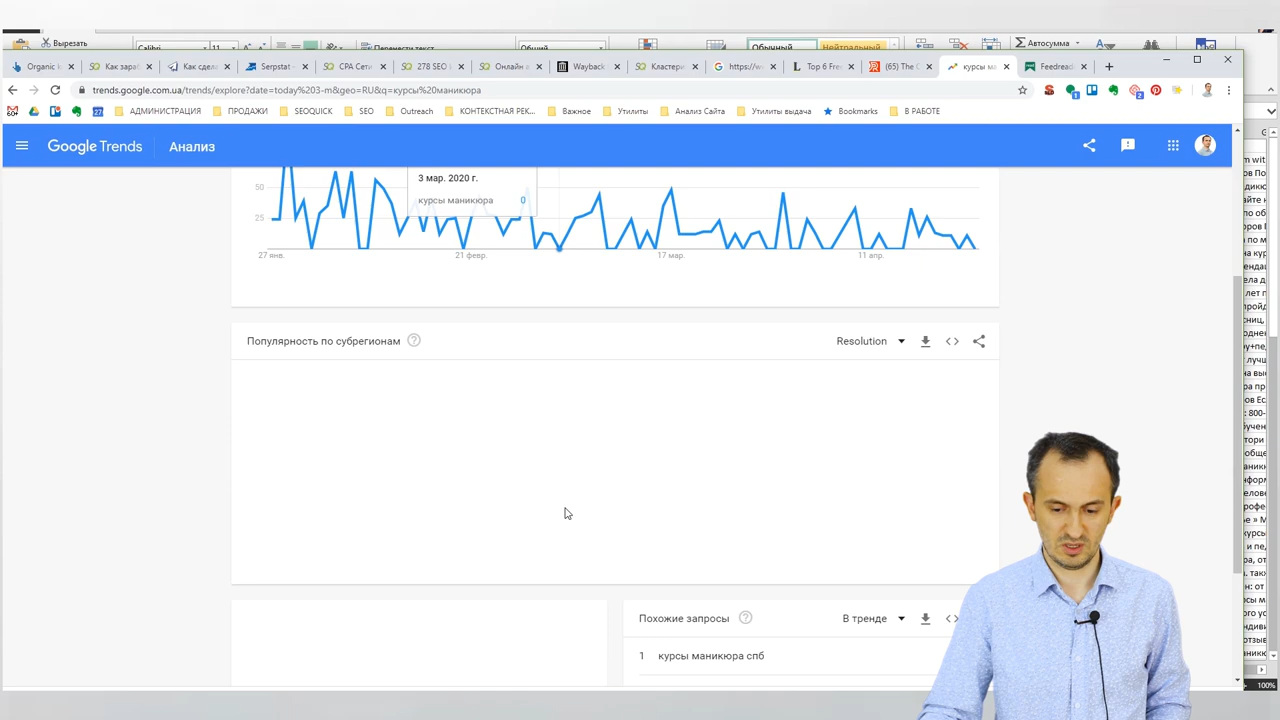 Вырезать
Calibri
11
Перенести текст
Общий
Обычный
Нейтральный
Автосумма
Organic
Как зараб
Как сдела
Serpstat -
CPA Сети
278 SEO
Онлайн а
Wayback
Кластери
https://w
Top 6 Fre
(65) The C
курсы ма
Feedread
trends.google.com.ua/trends/explore?date=today%203-m&geo=RU&q=курсы%20маникюра
АДМИНИСТРАЦИЯ
ПРОДАЖИ
SEOQUICK
SEO
Outreach
КОНТЕКСТНАЯ РЕК...
Важное
Утилиты
Анализ Сайта
Утилиты выдача
Bookmarks
В РАБОТЕ
Google Trends
Анализ
3 мар. 2020 г.
курсы маникюра 0
50
25
27 янв.
21 февр.
17 мар.
11 апр.
Популярность по субрегионам
Resolution
Похожие запросы
В тренде
1 курсы маникюра спб
100%